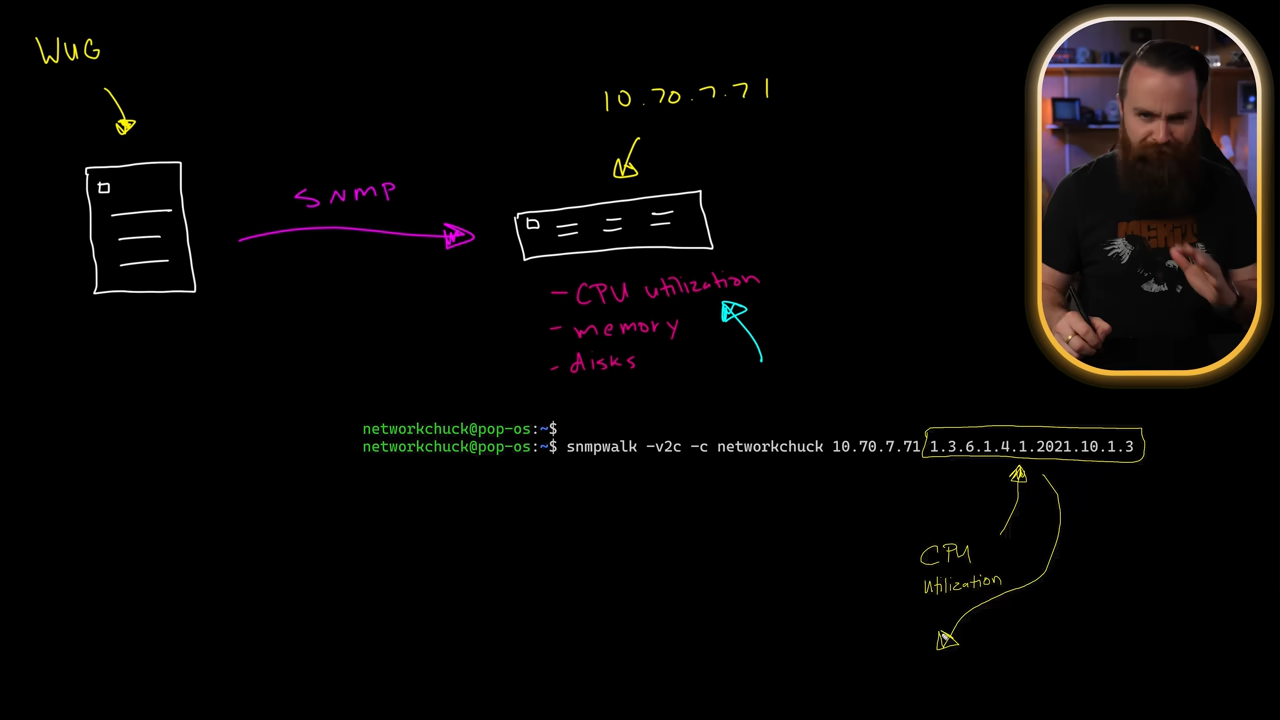 WUG
10.70.7.71
SNMP
- CPU utilization
- memory
- disks
networkchuck@pop-os:~$
networkchuck@pop-os:~$ snmpwalk -v2c -c networkchuck 10.70.7.71 1.3.6.1.4.1.2021.10.1.3
CPU
Utilization